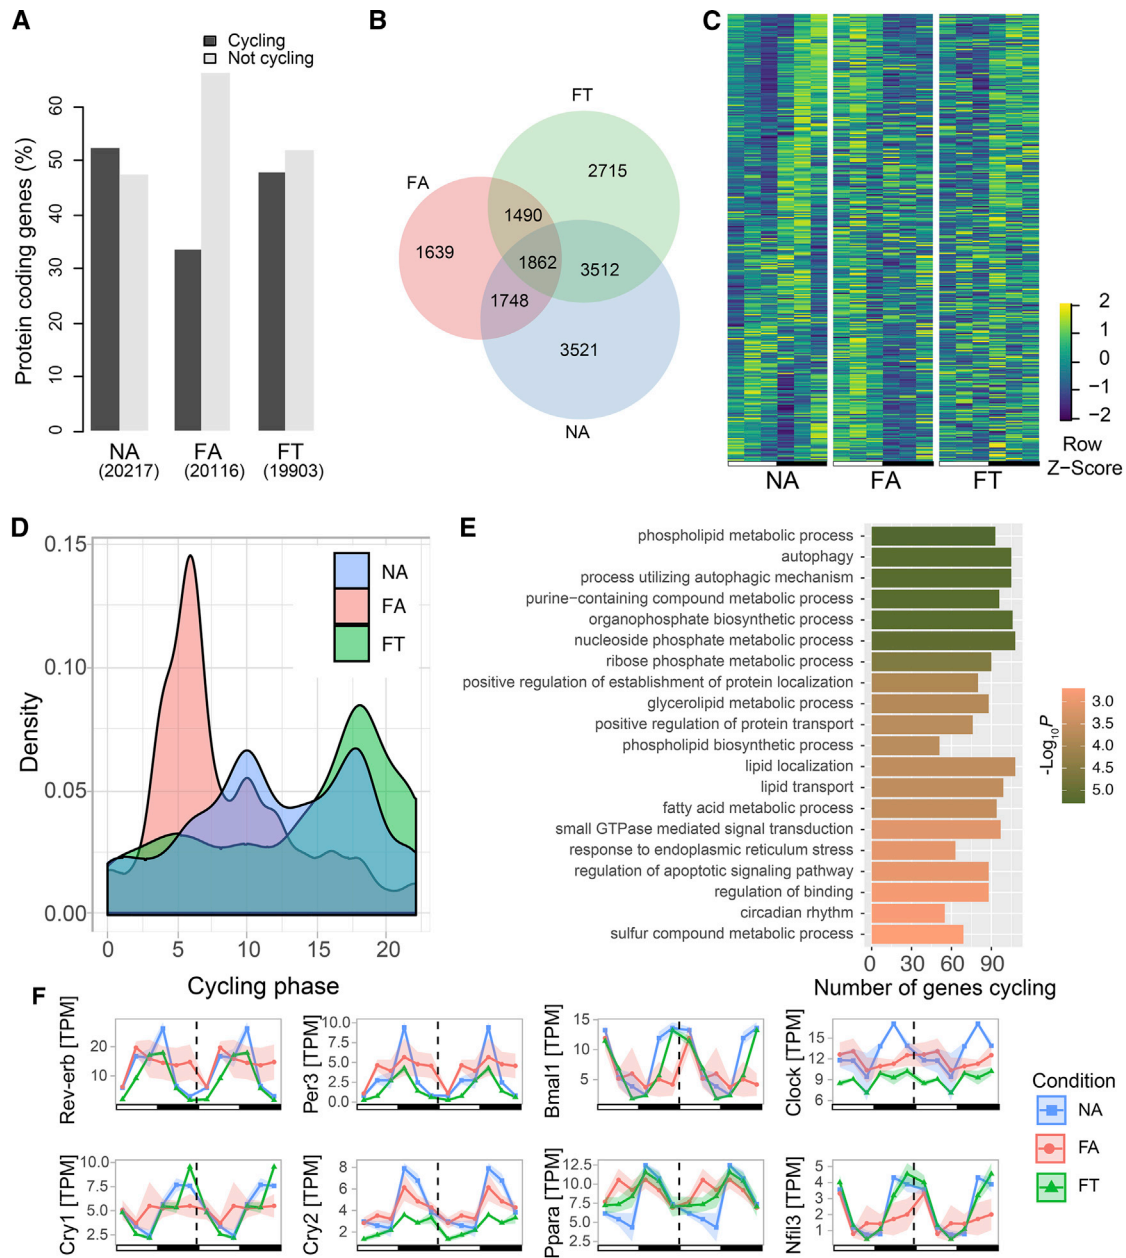 A
Cycling
Not cycling
Protein coding genes (%)
60
50
40
30
20
10
0
NA
(20217)
FA
(20116)
FT
(19903)
B
FT
FA
NA
2715
1490
1639
1862
3512
1748
3521
C
NA
FA
FT
2
1
0
−1
−2
Row
Z−Score
D
Density
0.15
0.10
0.05
0.00
0
5
10
15
20
Cycling phase
NA
FA
FT
E
phospholipid metabolic process
autophagy
process utilizing autophagic mechanism
purine−containing compound metabolic process
organophosphate biosynthetic process
nucleoside phosphate metabolic process
ribose phosphate metabolic process
positive regulation of establishment of protein localization
glycerolipid metabolic process
positive regulation of protein transport
phospholipid biosynthetic process
lipid localization
lipid transport
fatty acid metabolic process
small GTPase mediated signal transduction
response to endoplasmic reticulum stress
regulation of apoptotic signaling pathway
regulation of binding
circadian rhythm
sulfur compound metabolic process
0 30 60 90
Number of genes cycling
-Log10P
3.0
3.5
4.0
4.5
5.0
F
Rev-erb [TPM]
20
10
Per3 [TPM]
10.0
7.5
5.0
2.5
0.0
Bmal1 [TPM]
15
10
5
Clock [TPM]
15
12
9
6
Cry1 [TPM]
10.0
7.5
5.0
2.5
Cry2 [TPM]
8
6
4
2
Ppara [TPM]
12.5
10.0
7.5
5.0
2.5
Nfil3 [TPM]
5
4
3
2
1
Condition
NA
FA
FT